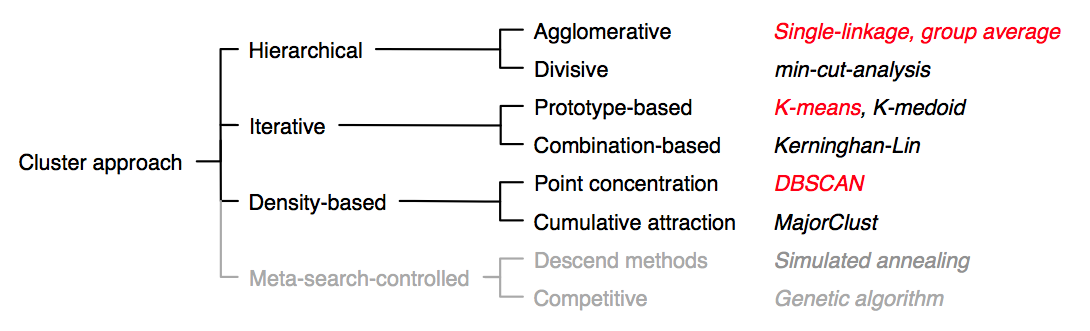 Agglomerative Single-linkage, group average
Hierarchical
Divisive min-cut-analysis
Prototype-based K-means, K-medoid
Iterative
Combination-based Kerninghan-Lin
Cluster approach
Point concentration DBSCAN
Density-based
Cumulative attraction MajorClust
Descend methods Simulated annealing
Meta-search-controlled
Competitive Genetic algorithm